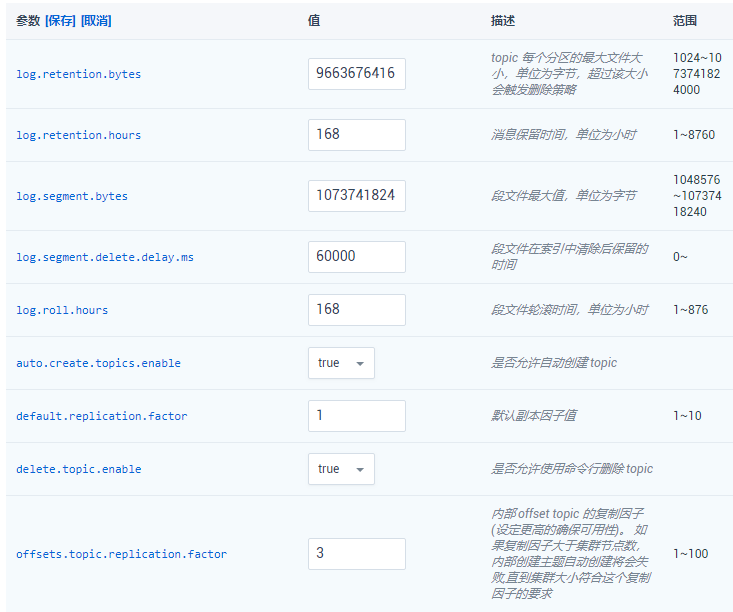 参数 [保存] [取消] 值 描述 范围
log.retention.bytes 9663676416 topic 每个分区的最大文件大
小，单位为字节，超过该大小
会触发删除策略 1024~10
7374182
4000
log.retention.hours 168 消息保留时间，单位为小时 1~8760
log.segment.bytes 1073741824 段文件最大值，单位为字节 1048576
~107374
18240
log.segment.delete.delay.ms 60000 段文件在索引中清除后保留的
时间 0~
log.roll.hours 168 段文件轮滚时间，单位为小时 1~876
auto.create.topics.enable true 是否允许自动创建 topic
default.replication.factor 1 默认副本因子值 1~10
delete.topic.enable true 是否允许使用命令行删除 topic
offsets.topic.replication.factor 3 内部 offset topic 的复制因子
(设定更高的确保可用性)。 如
果复制因子大于集群节点数，
内部创建主题自动创建将会失
败,直到集群大小符合这个复制
因子的要求 1~100